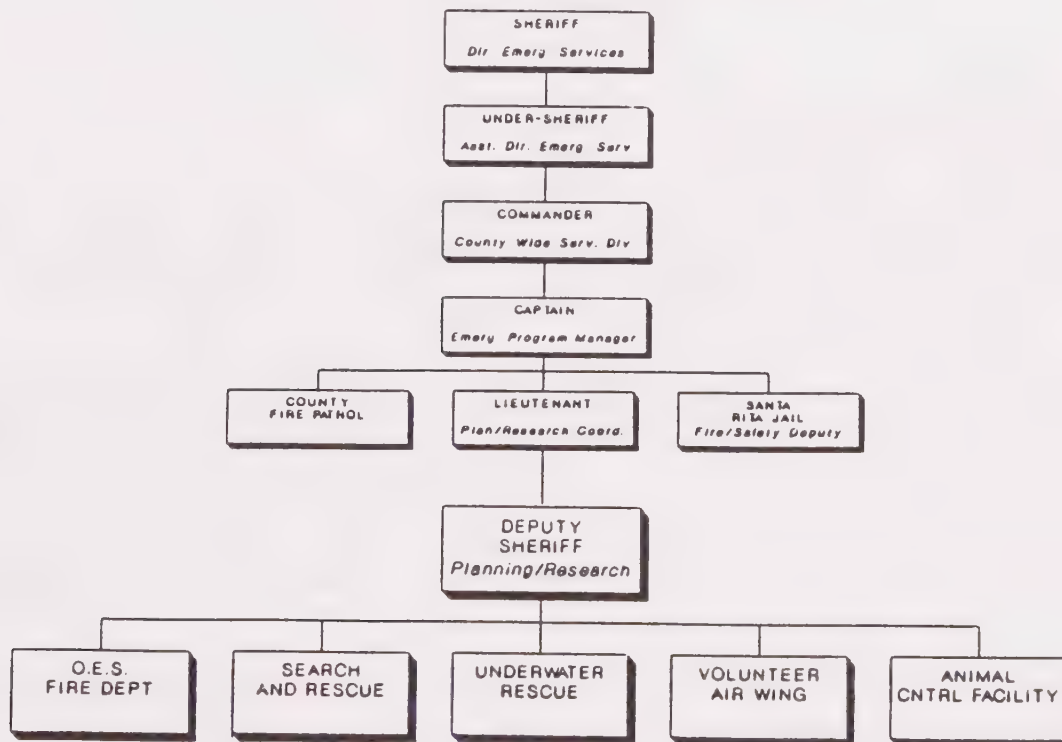 SHERIFF
Dir. Emerg Services
UNDER-SHERIFF
Asst. Dir. Emerg Serv
COMMANDER
County Wide Serv. Div
CAPTAIN
Emerg. Program Manager
COUNTY
FIRE PATROL
LIEUTENANT
Plan/Research Coord.
SANTA
RITA JAIL
Fire/Safety Deputy
DEPUTY
SHERIFF
Planning/Research
O.E.S.
FIRE DEPT
SEARCH
AND RESCUE
UNDERWATER
RESCUE
VOLUNTEER
AIR WING
ANIMAL
CNTRL FACILITY